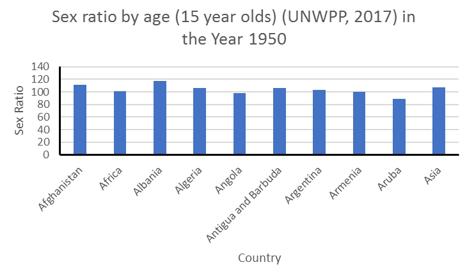 Sex ratio by age (15 year olds) (UNWPP, 2017) in
the Year 1950
140
120
100
80
60
40
20
0
Sex Ratio
Afghanistan
Africa
Albania
Algeria
Angola
Antigua and Barbuda
Argentina
Armenia
Aruba
Asia
Country